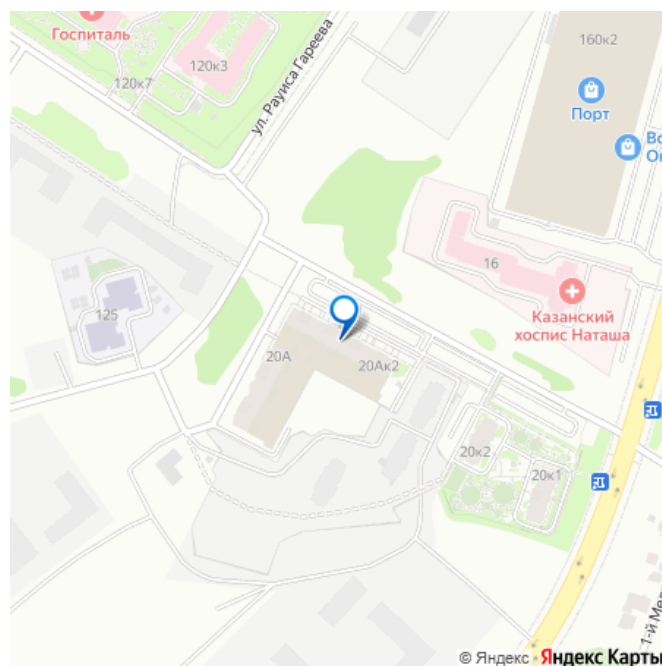 Госпиталь
120к7
120к3
ул. Рауиса Гареева
160к2
Порт
16
Казанский
хоспис Наташа
125
20А
20Ак2
20к2
20к1
© Яндекс Яндекс Карты